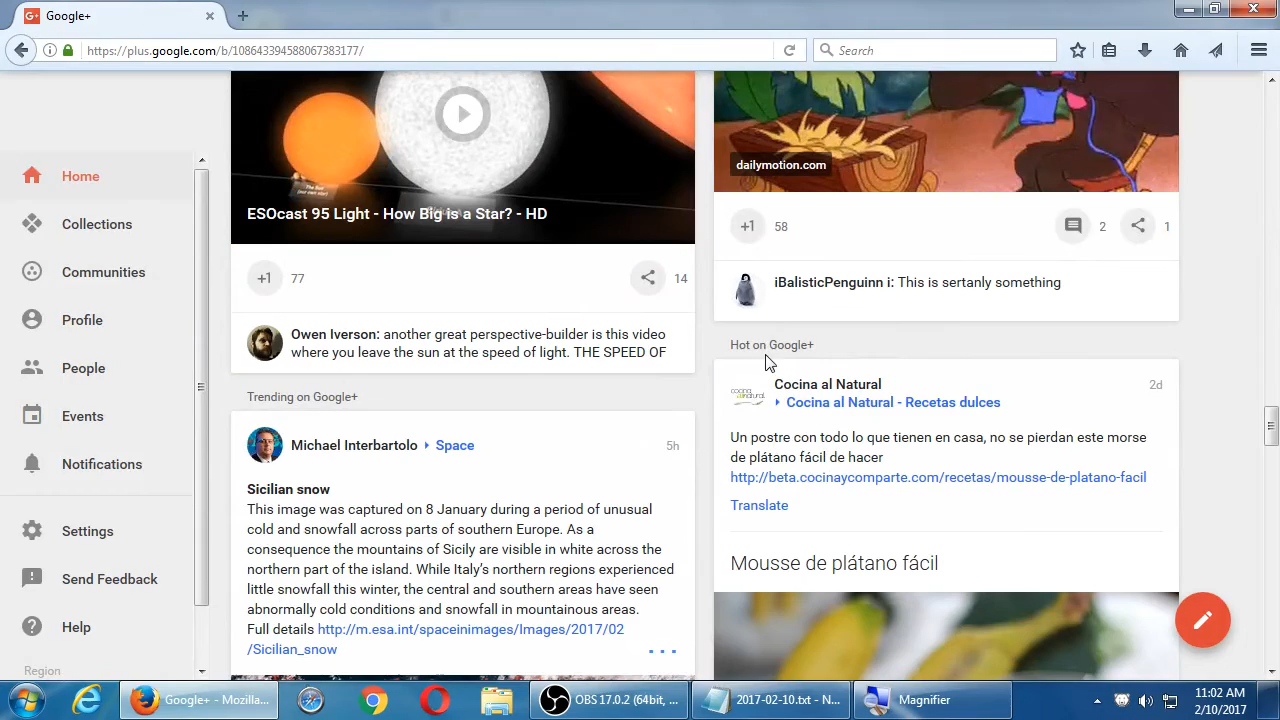 Google+
https://plus.google.com/b/108643394588067383177/
Search
Home
Collections
Communities
Profile
People
Events
Notifications
Settings
Send Feedback
Help
Region
ESOcast 95 Light - How Big is a Star? - HD
+1 77
14
Owen Iverson: another great perspective-builder is this video
where you leave the sun at the speed of light. THE SPEED OF
Trending on Google+
Michael Interbartolo Space 5h
Sicilian snow
This image was captured on 8 January during a period of unusual
cold and snowfall across parts of southern Europe. As a
consequence the mountains of Sicily are visible in white across the
northern part of the island. While Italy's northern regions experienced
little snowfall this winter, the central and southern areas have seen
abnormally cold conditions and snowfall in mountainous areas.
Full details http://m.esa.int/spaceinimages/Images/2017/02
/Sicilian_snow
dailymotion.com
+1 58
2 1
iBalisticPenguinn i: This is sertanly something
Hot on Google+
Cocina al Natural 2d
Cocina al Natural - Recetas dulces
Un postre con todo lo que tienen en casa, no se pierdan este morse
de plátano fácil de hacer
http://beta.cocinaycomparte.com/recetas/mousse-de-platano-facil
Translate
Mousse de plátano fácil
Google+ - Mozilla...
OBS 17.0.2 (64bit, ...
2017-02-10.txt - N...
Magnifier
11:02 AM
2/10/2017